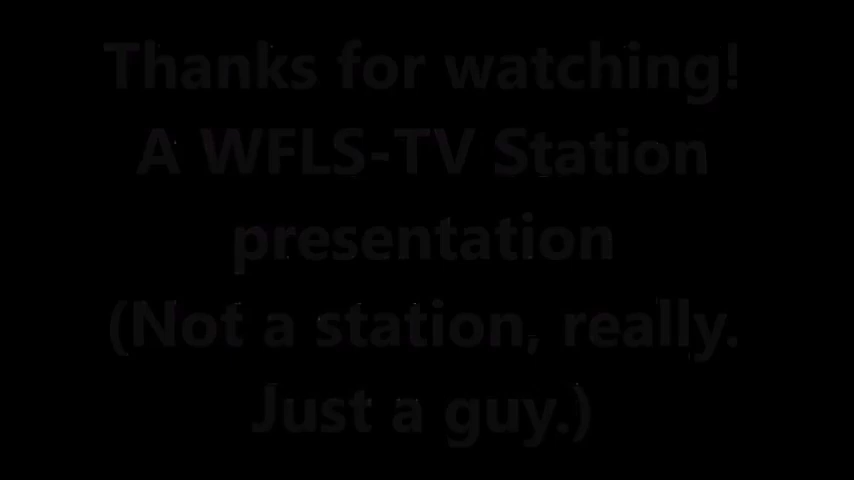 Thanks for watching!
A WFLS-TV Station
presentation
(Not a station, really.
Just a guy.)